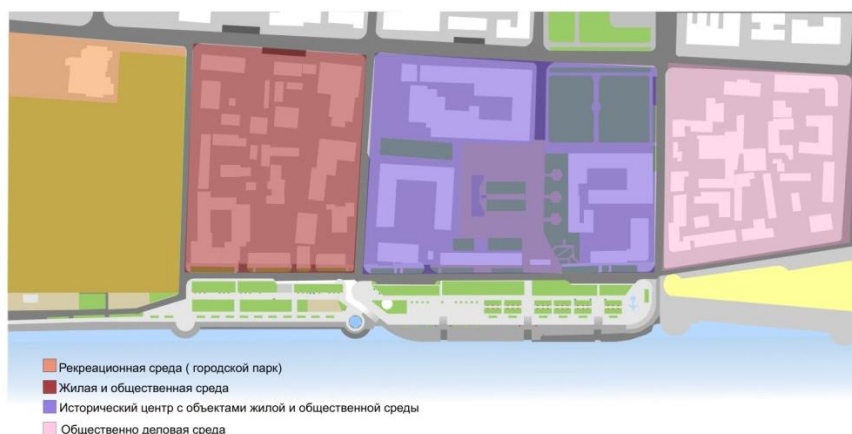 Рекреационная среда ( городской парк)
Жилая и общественная среда
Исторический центр с объектами жилой и общественной среды
Общественно деловая среда